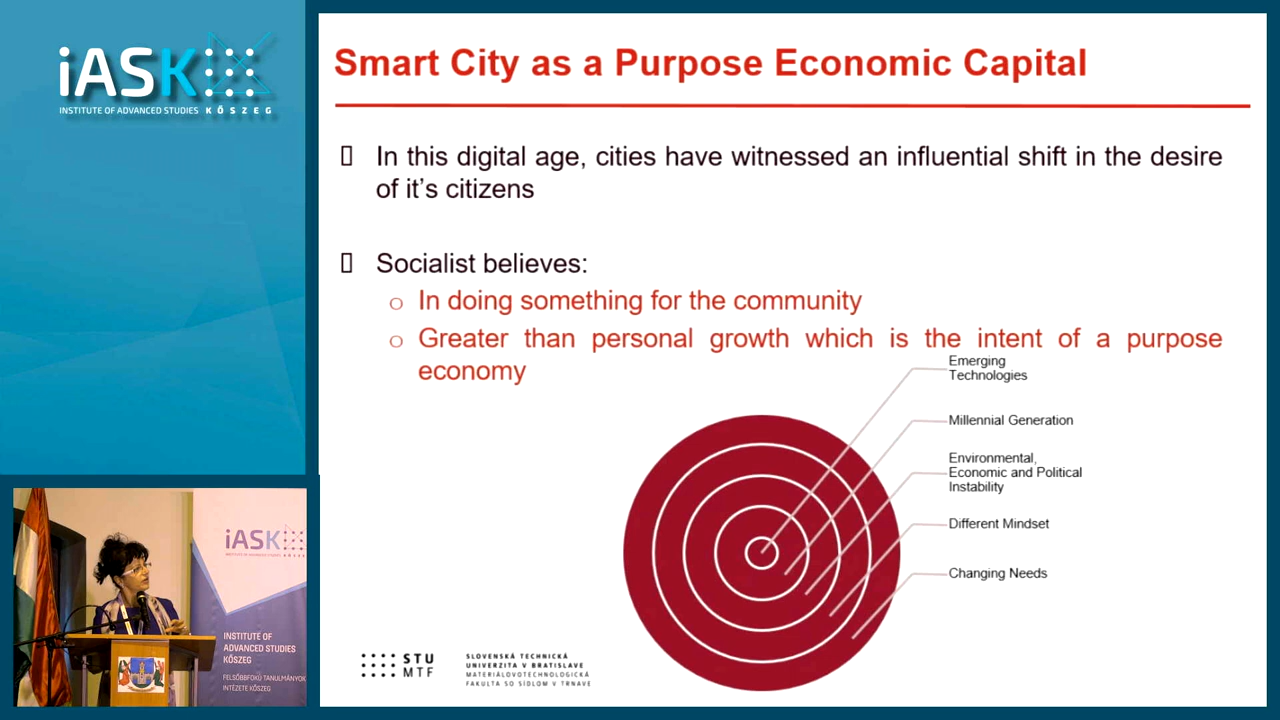 iASK
INSTITUTE OF ADVANCED STUDIES KŐSZEG
Smart City as a Purpose Economic Capital
In this digital age, cities have witnessed an influential shift in the desire
of it's citizens
Socialist believes:
o In doing something for the community
o Greater than personal growth which is the intent of a purpose
economy
Emerging
Technologies
Millennial Generation
Environmental,
Economic and Political
Instability
Different Mindset
Changing Needs
STU
MTF
SLOVENSKÁ TECHNICKÁ
UNIVERZITA V BRATISLAVE
MATERIÁLOVOTECHNOLOGICKÁ
FAKULTA SO SÍDLOM V TRNAVE
iASK
INSTITUTE OF
ADVANCED STUDIES
KŐSZEG
FELSŐBBFOKÚ TANULMÁNYOK
INTÉZETE KŐSZEG